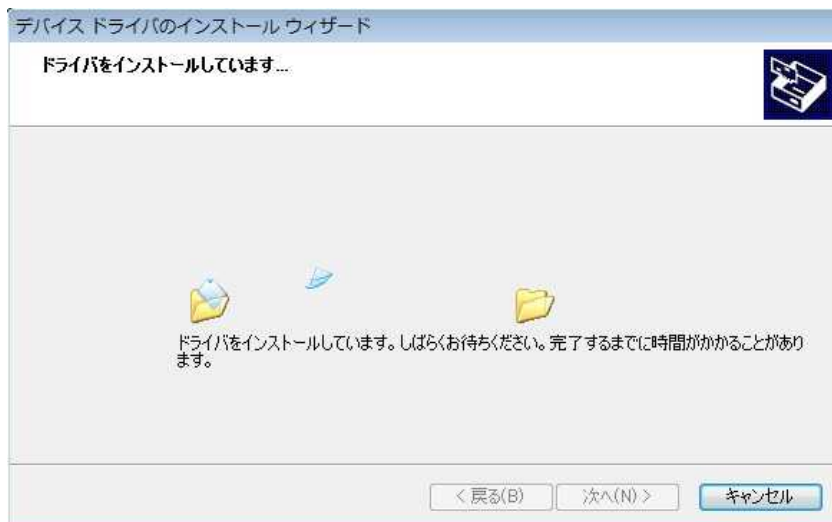 デバイス ドライバのインストール ウィザード
ドライバをインストールしています...
ドライバをインストールしています。しばらくお待ちください。完了するまでに時間がかかることがあり
ます。
< 戻る(B)
次へ(N) >
キャンセル